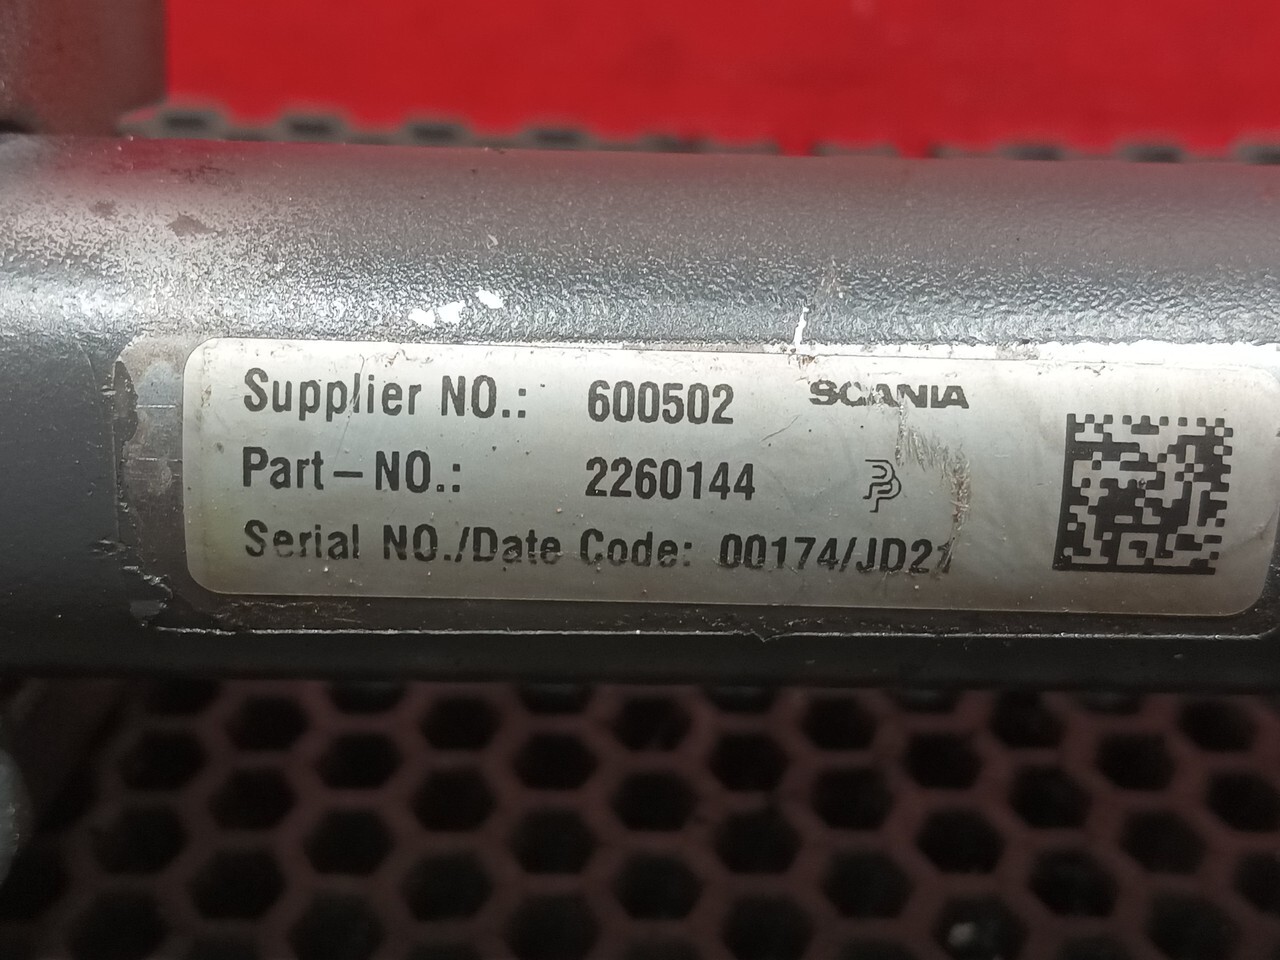 Supplier NO.: 600502 SCANIA
Part-NO.: 2260144
Serial NO./Date Code: 00174/JD21